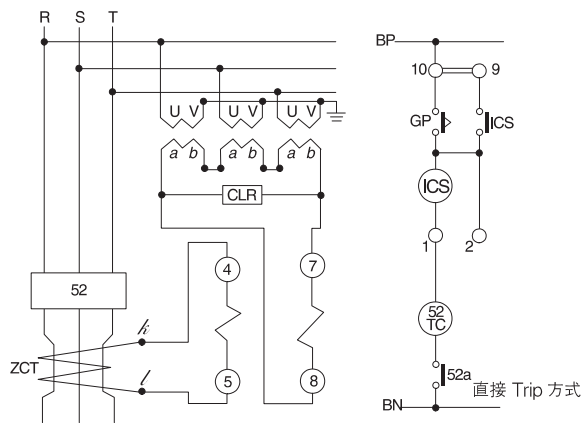 R S T
BP
10 9
U V U V U V
GP ICS
a b a b a b
CLR
ICS
1 2
4 7
52
k
52 TC
ZCT
l
5 8
52a
直接 Trip 方式
BN